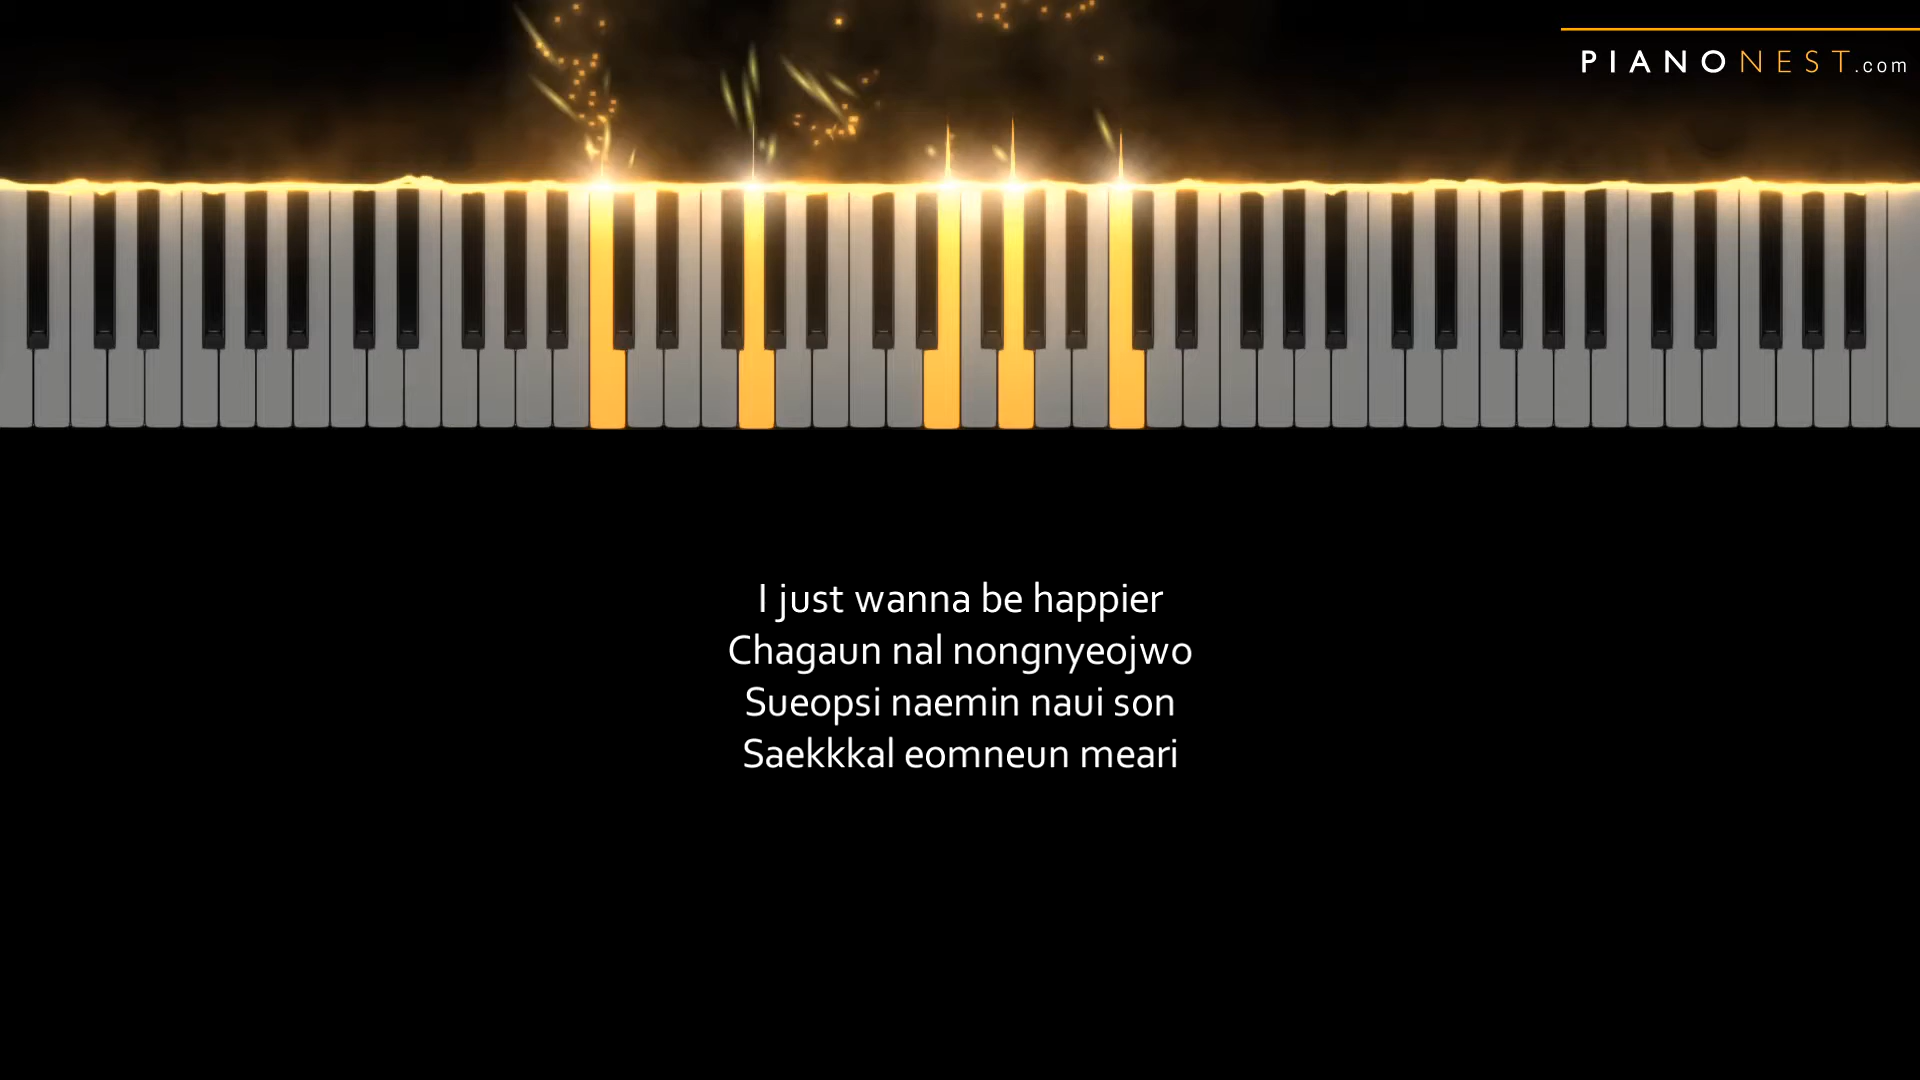 PIANONEST.com
I just wanna be happier
Chagaun nal nongnyeojwo
Sueopsi naemin naui son
Saekkkal eomneun meari